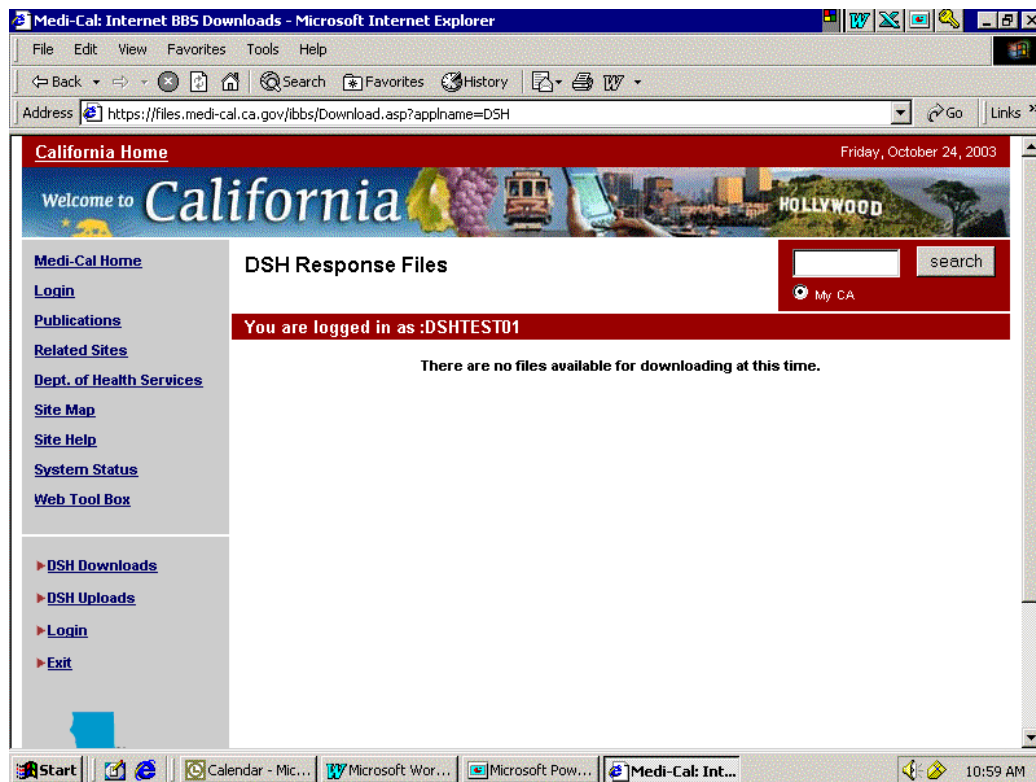 Medi-Cal: Internet BBS Downloads - Microsoft Internet Explorer
File Edit View Favorites Tools Help
Back Search Favorites History
Address https://files.medi-cal.ca.gov/ibbs/Download.asp?applname=DSH Go Links »
California Home Friday, October 24, 2003
Welcome to California HOLLYWOOD
Medi-Cal Home
DSH Response Files
search
My CA
Login
Publications
You are logged in as :DSHTEST01
Related Sites
There are no files available for downloading at this time.
Dept. of Health Services
Site Map
Site Help
System Status
Web Tool Box
DSH Downloads
DSH Uploads
Login
Exit
Start Calendar - Mic... Microsoft Wor... Microsoft Pow... Medi-Cal: Int... 10:59 AM